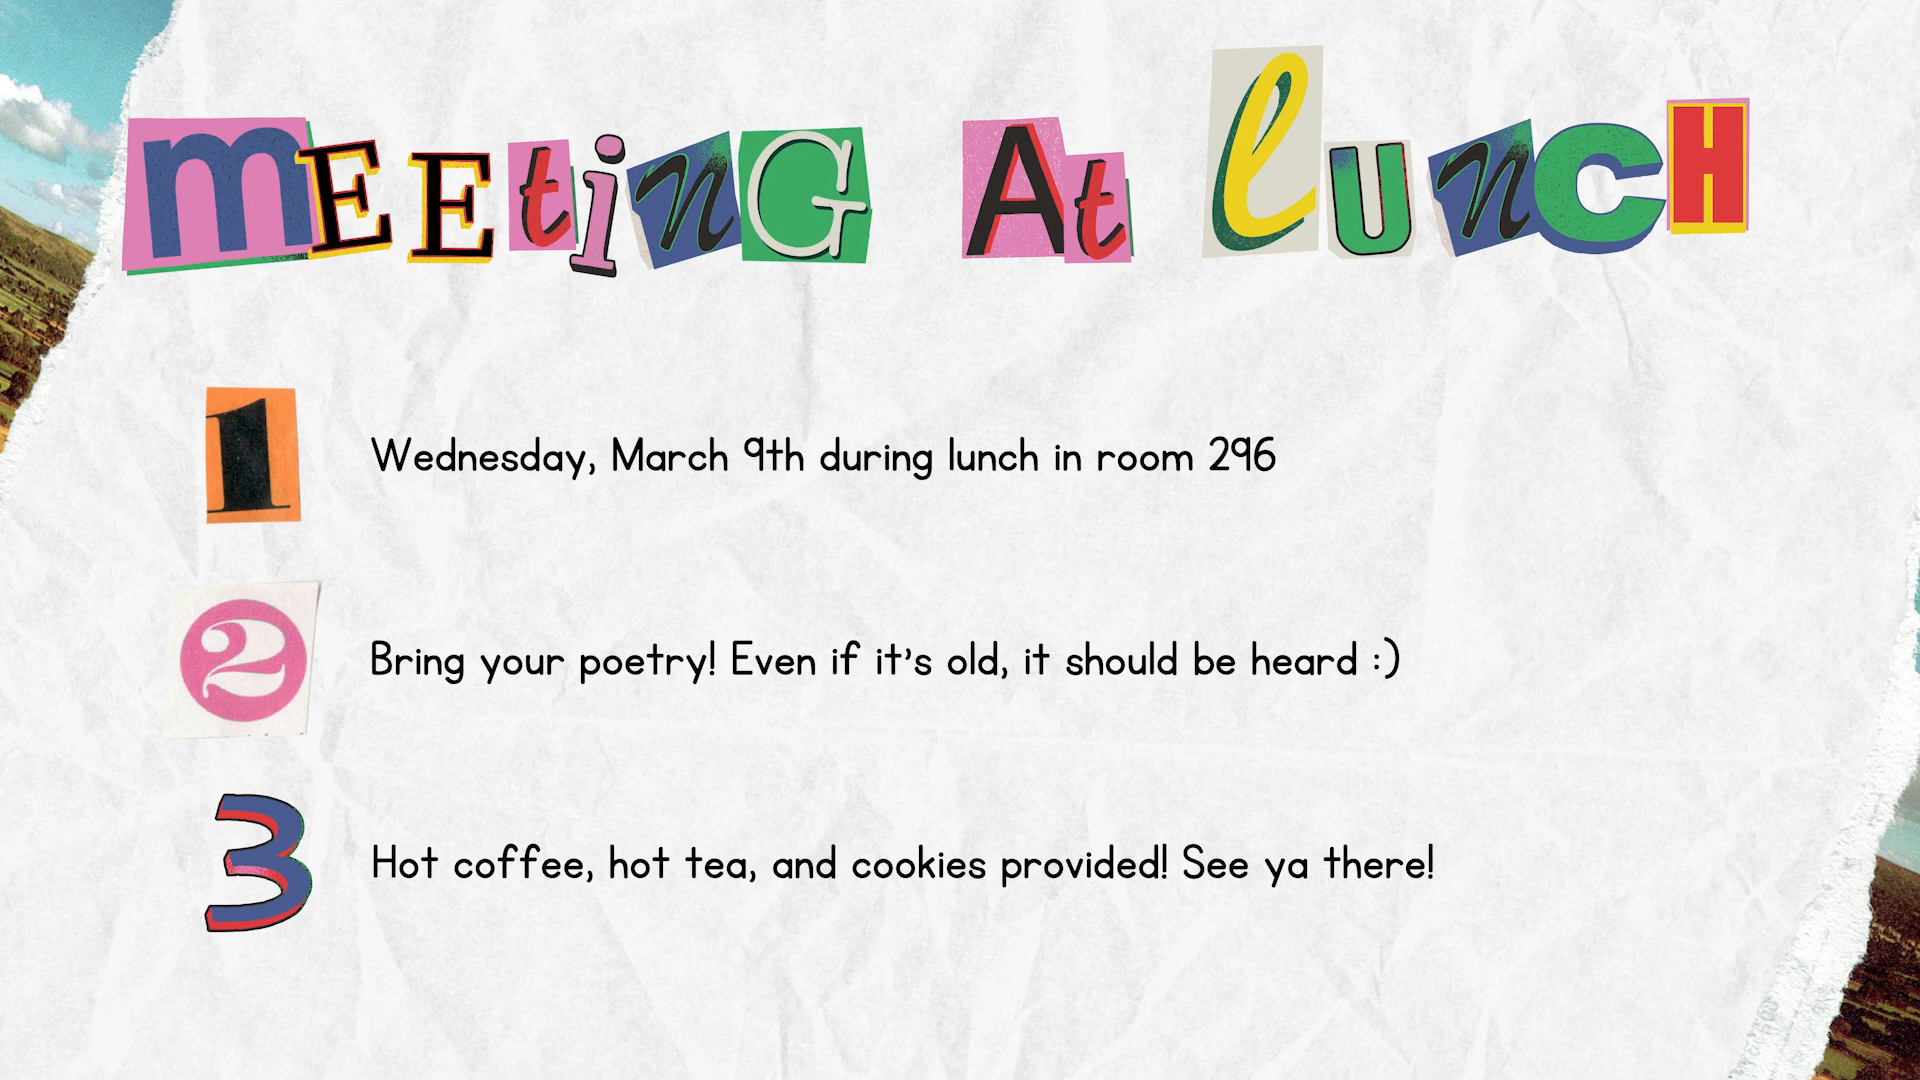 mEEtinG At lunCH
1
Wednesday, March 9th during lunch in room 296
2
Bring your poetry! Even if it's old, it should be heard :)
3
Hot coffee, hot tea, and cookies provided! See ya there!